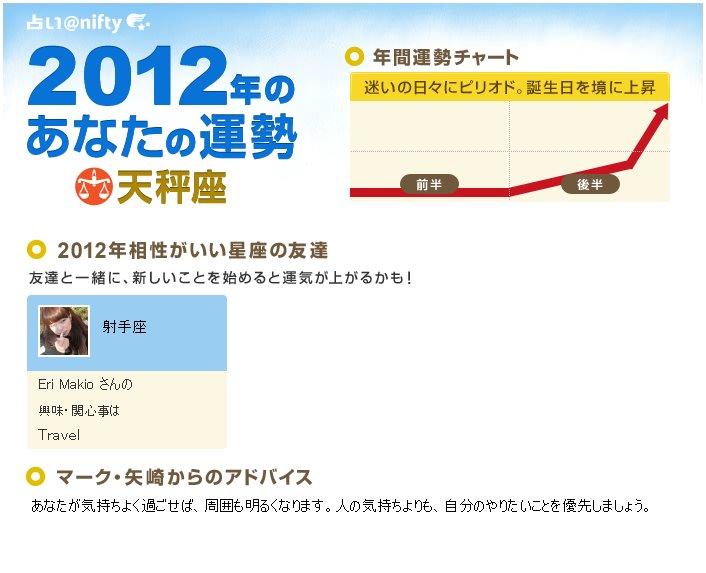 占い@nifty
2012年の
あなたの運勢
天秤座
年間運勢チャート
迷いの日々にピリオド。誕生日を境に上昇
前半
後半
2012年相性がいい星座の友達
友達と一緒に、新しいことを始めると運気が上がるかも!
射手座
Eri Makio さんの
興味・関心事は
Travel
マーク・矢崎からのアドバイス
あなたが気持ちよく過ごせば、周囲も明るくなります。人の気持ちよりも、自分のやりたいことを優先しましょう。